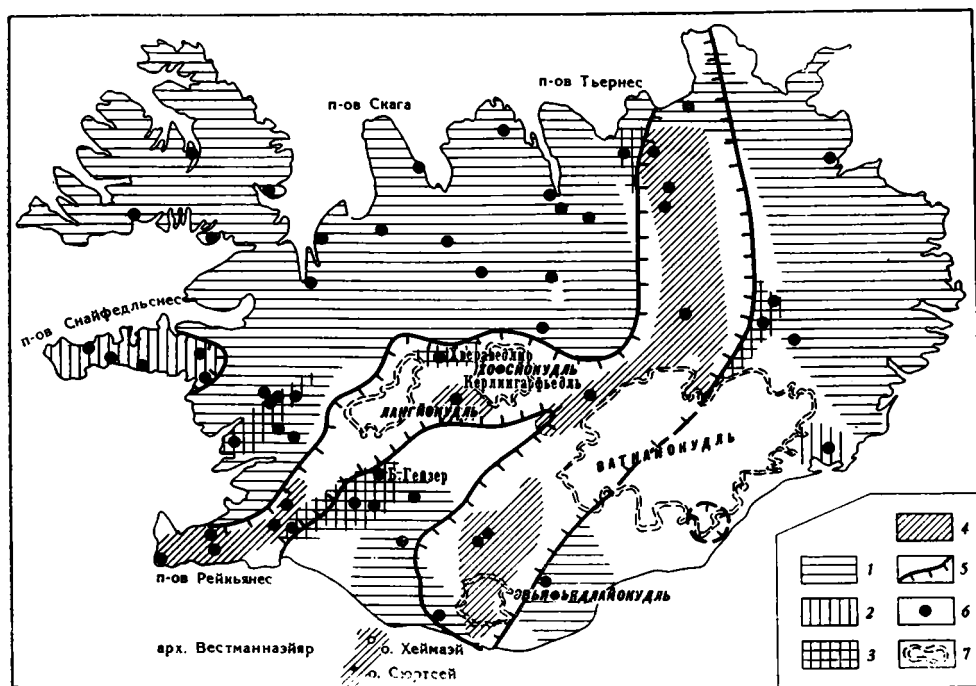 п-ов Скага
п-ов Тьернес
п-ов Снайфедльснес
Хвераведлир
ХОФСЙОКУДЛЬ
Керлингарфьедль
ЛАНГЙОКУДЛЬ
ВАТНАЙОКУДЛЬ
Б. Гейзер
п-ов Рейкьянес
арх. Вестманнаэйяр
о. Хеймаэй
о. Сюртсей
1
2
3
4
5
6
7